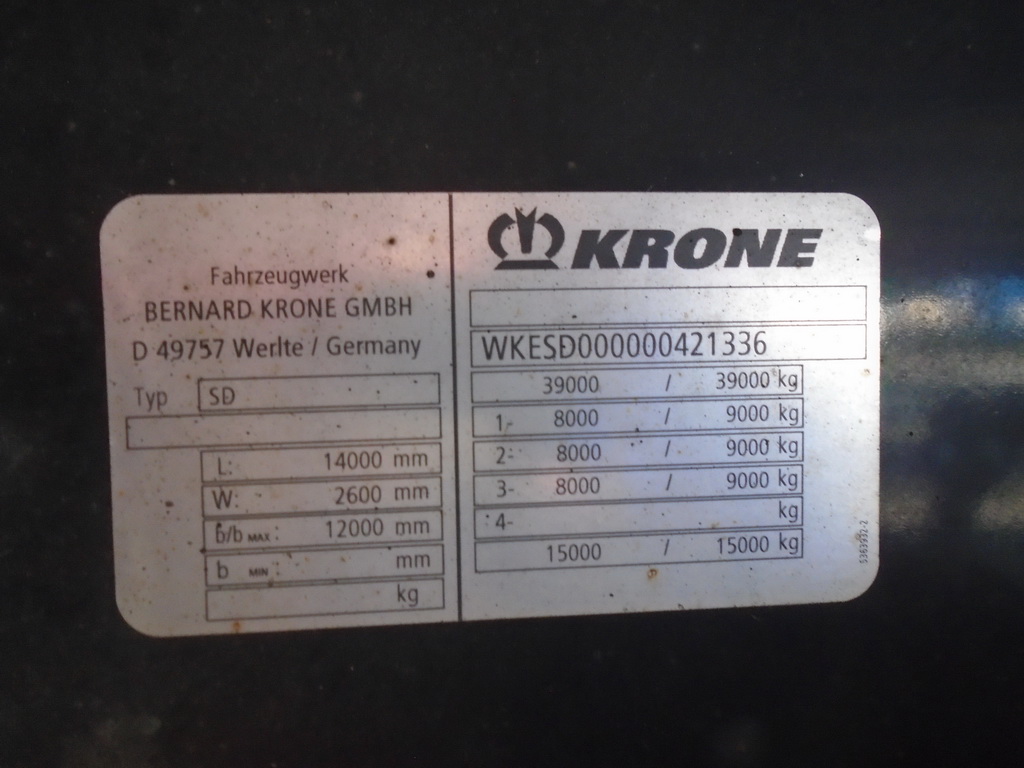 Fahrzeugwerk
BERNARD KRONE GMBH
D 49757 Werlte / Germany
Typ SD
L: 14000 mm
W: 2600 mm
b/b MAX: 12000 mm
b MIN: mm
kg
KRONE
WKESD000000421336
39000 / 39000 kg
1- 8000 / 9000 kg
2- 8000 / 9000 kg
3- 8000 / 9000 kg
4- kg
15000 / 15000 kg
5363932-2